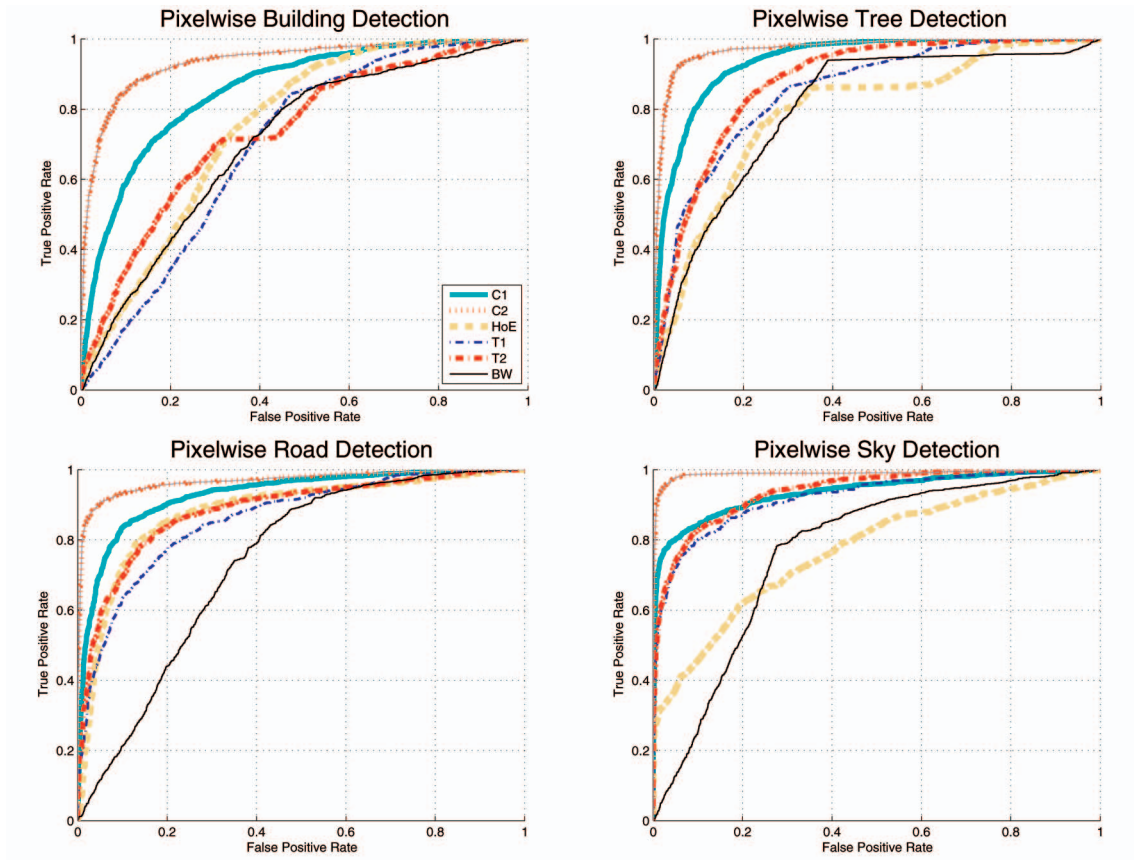 Pixelwise Building Detection
1
0.8
0.6
0.4
0.2
0
True Positive Rate
C1
C2
HoE
T1
T2
BW
0 0.2 0.4 0.6 0.8 1
False Positive Rate
Pixelwise Tree Detection
1
0.8
0.6
0.4
0.2
0
True Positive Rate
0 0.2 0.4 0.6 0.8 1
False Positive Rate
Pixelwise Road Detection
1
0.8
0.6
0.4
0.2
0
True Positive Rate
0 0.2 0.4 0.6 0.8 1
False Positive Rate
Pixelwise Sky Detection
1
0.8
0.6
0.4
0.2
0
True Positive Rate
0 0.2 0.4 0.6 0.8 1
False Positive Rate